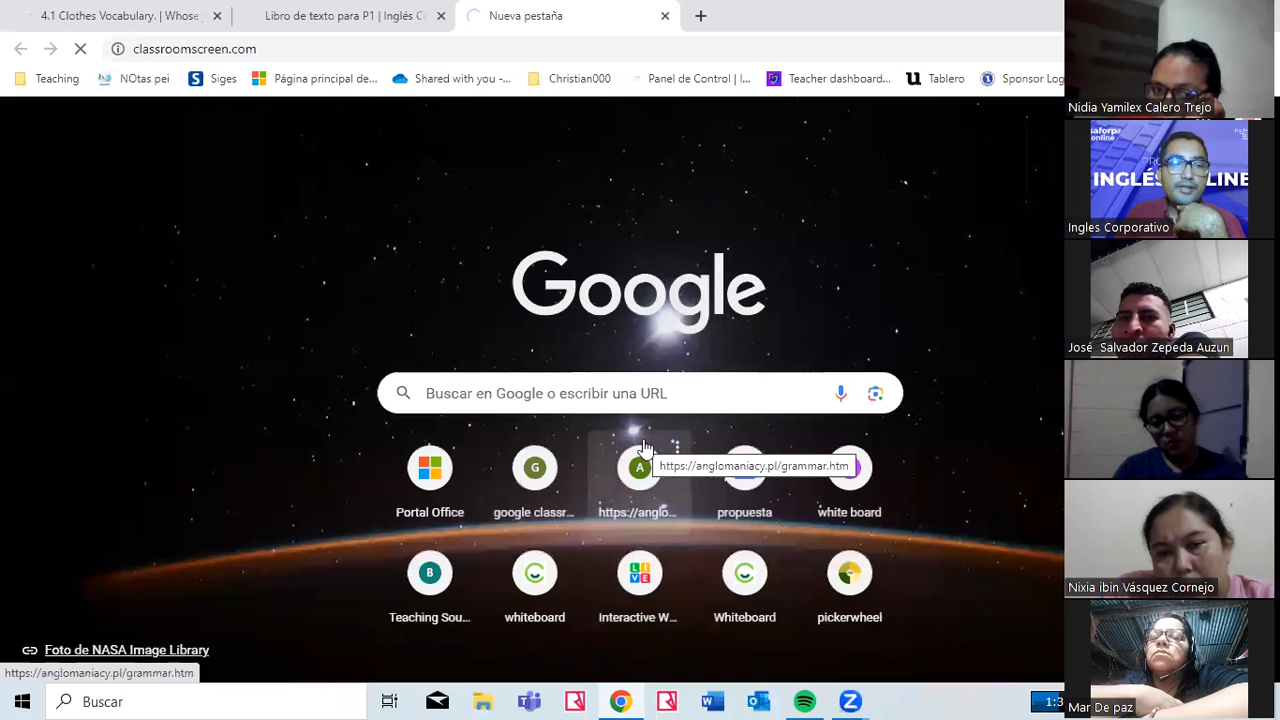 4.1 Clothes Vocabulary. Whose
Libro de texto para P1 | Inglés C
Nueva pestaña
classroomscreen.com
Teaching
NOtas pei
Siges
Página principal de...
Shared with you -...
Christian000
Panel de Control | I...
Teacher dashboard...
Tablero
Sponsor Log
Google
Buscar en Google o escribir una URL
https://anglomaniacy.pl/grammar.htm
Portal Office
google classr...
https://anglo...
propuesta
white board
Teaching Sou...
whiteboard
Interactive W...
Whiteboard
pickerwheel
Foto de NASA Image Library
https://anglomaniacy.pl/grammar.htm
Buscar
1:3
Nidia Yamilex Calero Trejo
INGLÉS
LINE
Ingles Corporativo
José Salvador Zepeda Auzun
Nixia ibin Vásquez Cornejo
Mar De paz